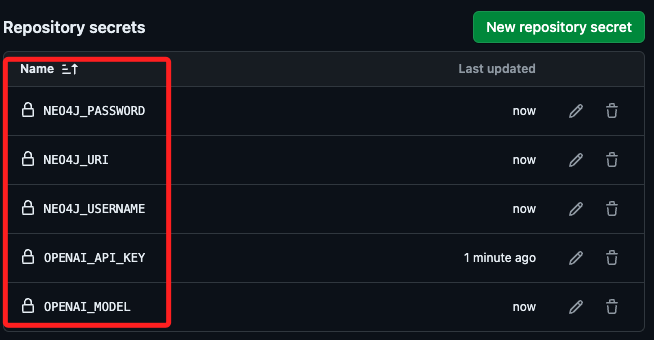 Repository secrets New repository secret
Name Last updated
NEO4J_PASSWORD now
NEO4J_URI now
NEO4J_USERNAME now
OPENAI_API_KEY 1 minute ago
OPENAI_MODEL now